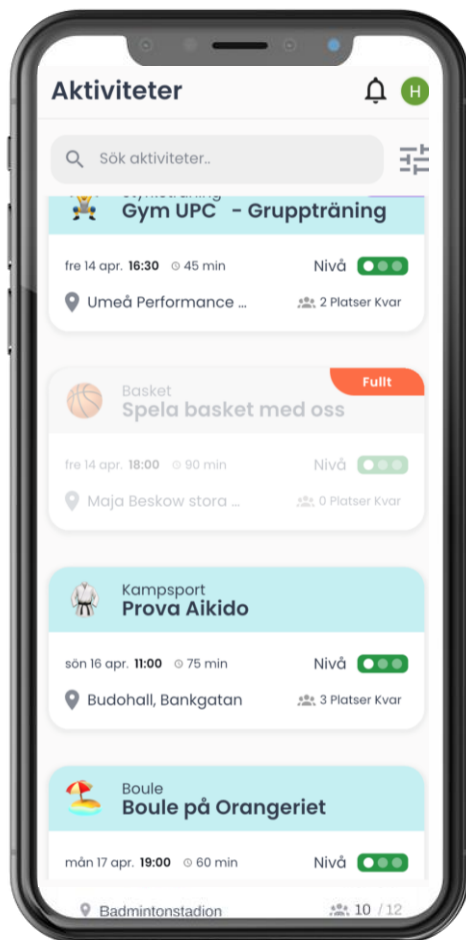 Aktiviteter
H
Sök aktiviteter..
Styrketräning
Gym UPC - Gruppträning
fre 14 apr. 16:30 45 min Nivå
Umeå Performance ... 2 Platser Kvar
Fullt
Basket
Spela basket med oss
fre 14 apr. 18:00 90 min Nivå
Maja Beskow stora ... 0 Platser Kvar
Kampsport
Prova Aikido
sön 16 apr. 11:00 75 min Nivå
Budohall, Bankgatan 3 Platser Kvar
Boule
Boule på Orangeriet
mån 17 apr. 19:00 60 min Nivå
Badmintonstadion 10 / 12